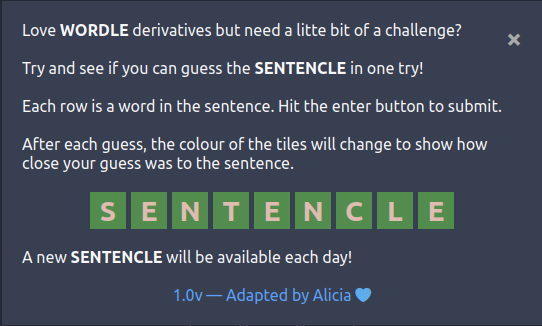 Love WORDLE derivatives but need a litte bit of a challenge?
Try and see if you can guess the SENTENCLE in one try!
Each row is a word in the sentence. Hit the enter button to submit.
After each guess, the colour of the tiles will change to show how
close your guess was to the sentence.
SENTENCLE
A new SENTENCLE will be available each day!
1.0v — Adapted by Alicia 💙